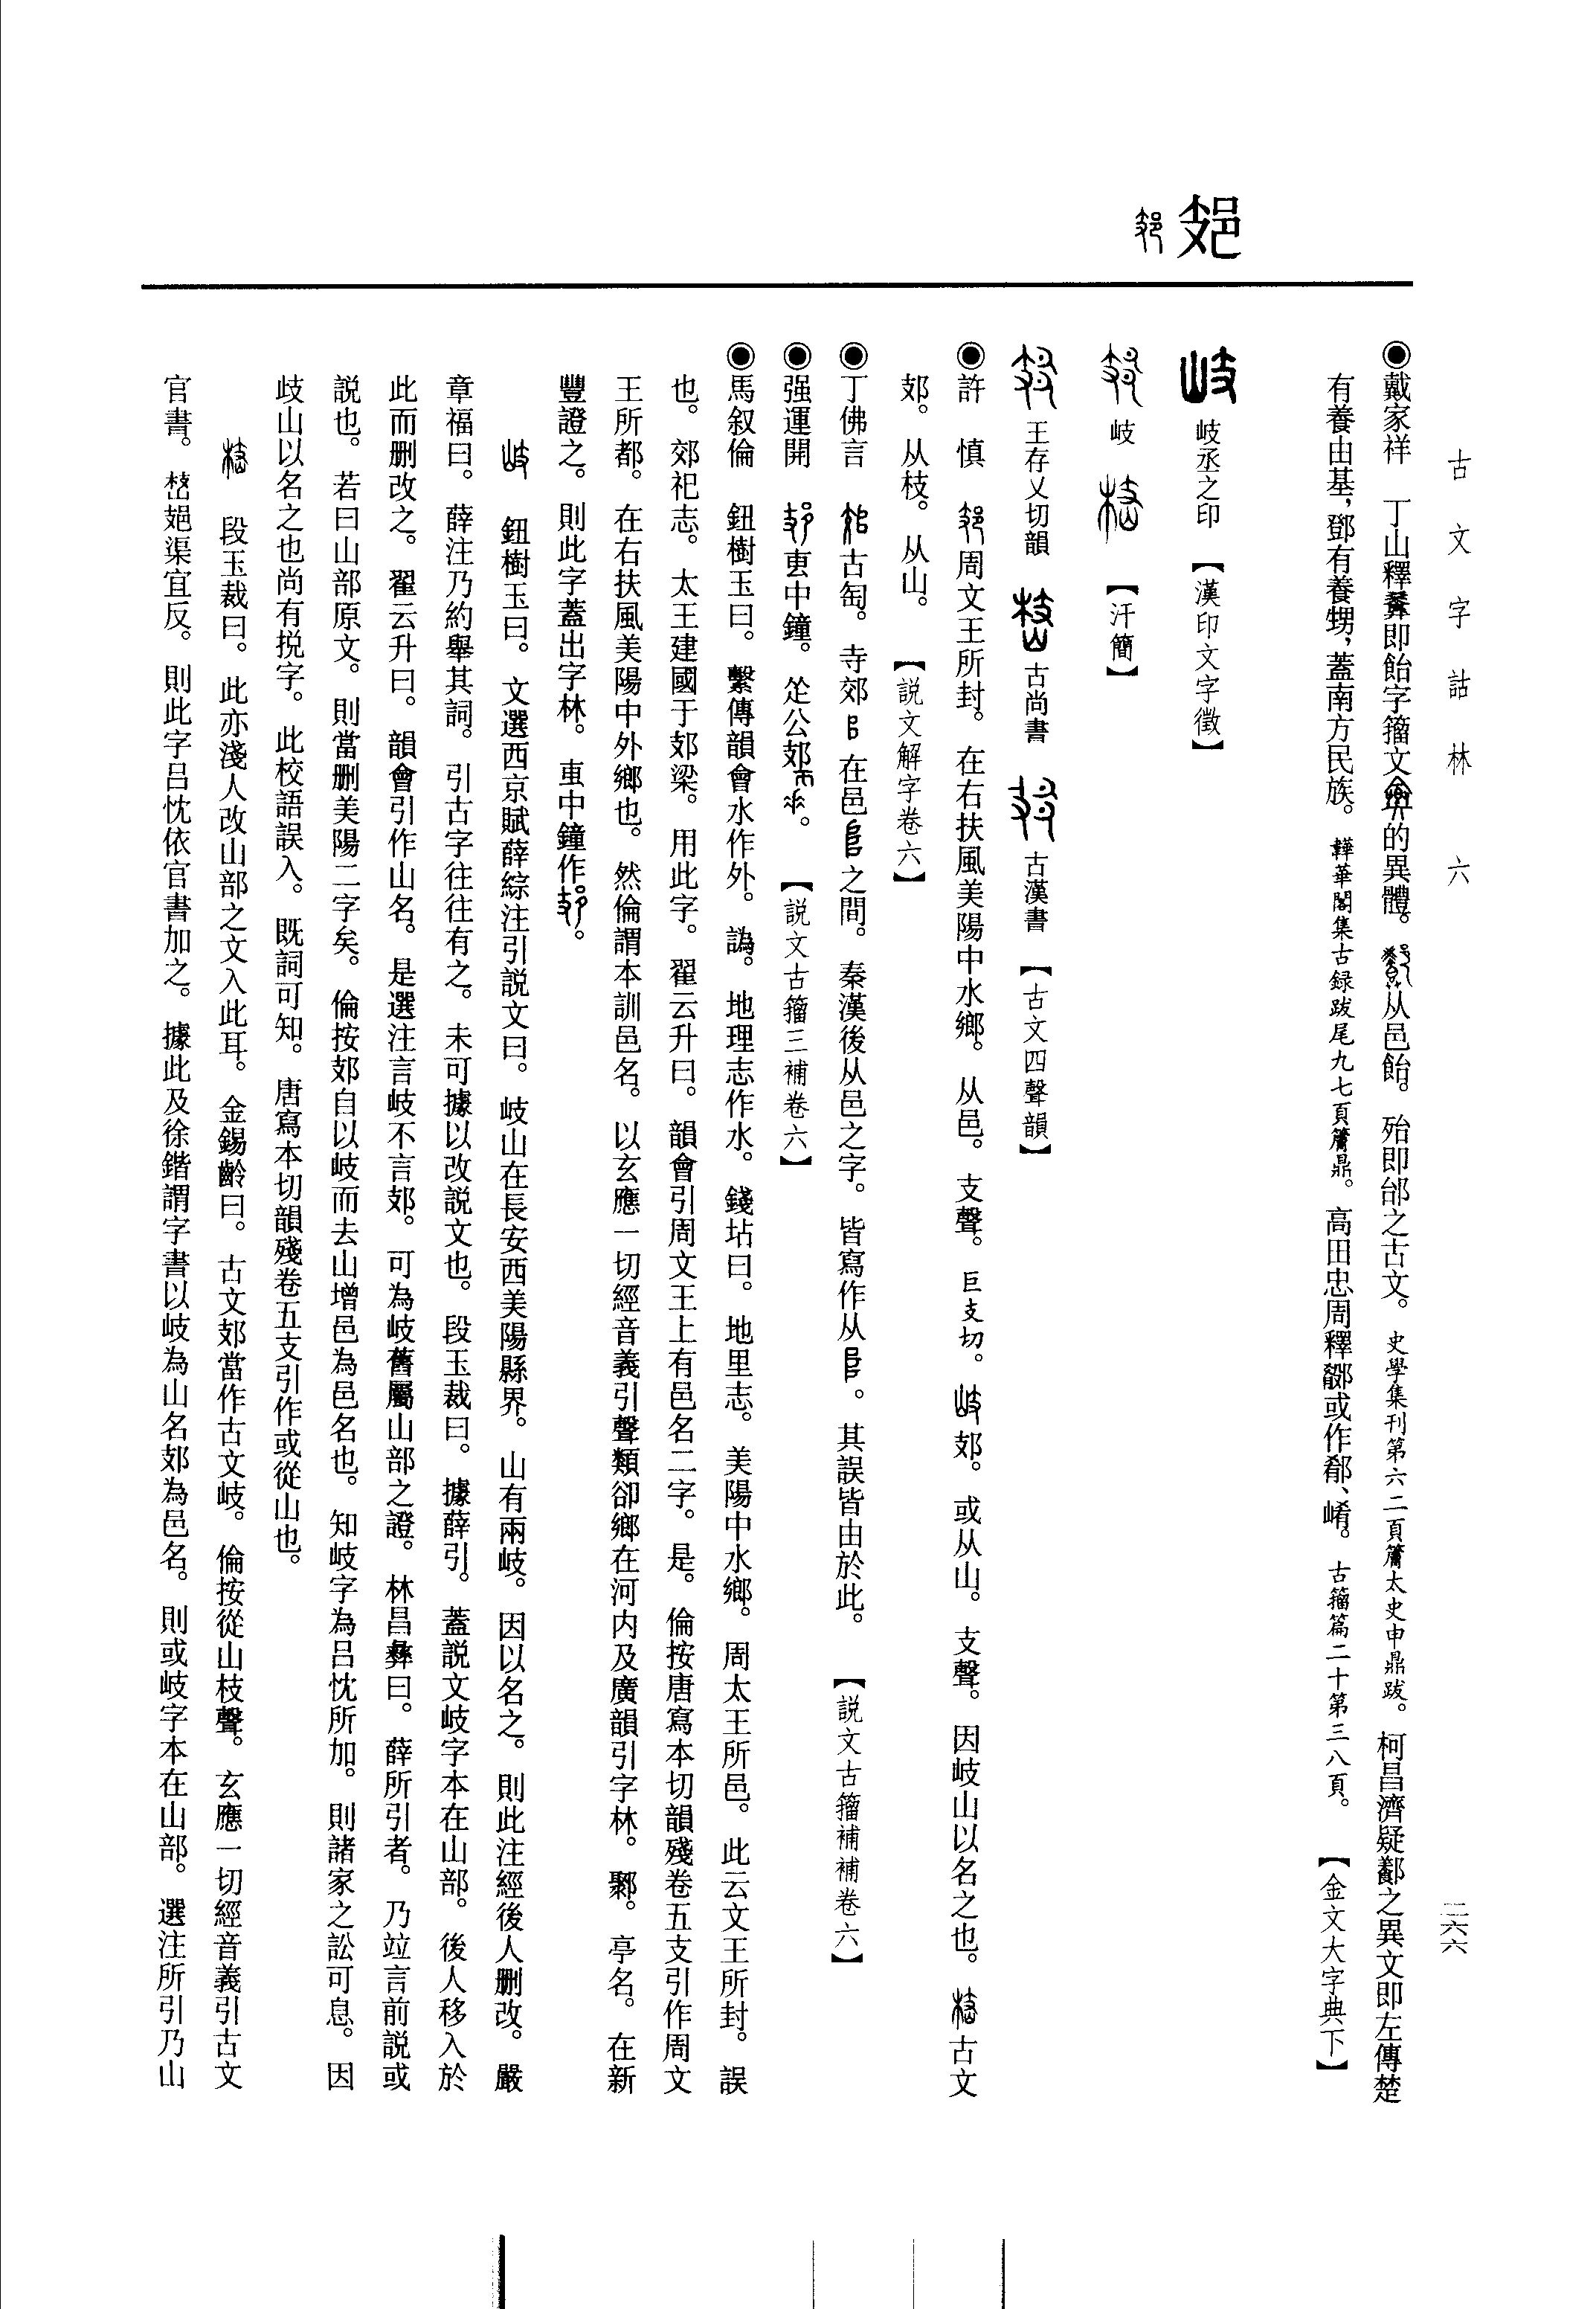 古文字詁林 六
二六六
郊
◉戴家祥 丁山釋即飴字籀文的異體。从邑飴。殆即邰之古文。史學集刊第六二頁簷太史申鼎跋。柯昌濟疑鄯之異文即左傳楚
有養由基，鄧有養甥，蓋南方民族。韡華閣集古録跋尾九七頁簷鼎。高田忠周釋或作郩、崤。古籀篇二十第三八頁。【金文大字典下】
岐丞之印 【漢印文字徵】
岐 【汗簡】
王存乂切韻 古尚書 古漢書 【古文四聲韻】
◉許 慎 周文王所封。在右扶風美陽中水鄉。从邑。支聲。巨支切。郊。或从山。支聲。因岐山以名之也。古文
郂。从枝。从山。 【説文解字卷六】
◉丁佛言 古匋。寺郂在邑之間。秦漢後从邑之字。皆寫作从。其誤皆由於此。 【説文古籀補補卷六】
◉强運開 叀中鐘。公。 【説文古籀三補卷六】
◉馬叙倫 鈕樹玉曰。繫傳韻會水作外。譌。地理志作水。錢坫曰。地里志。美陽中水鄉。周太王所邑。此云文王所封。誤
也。郊祀志。太王建國于郊梁。用此字。翟云升曰。韻會引周文王上有邑名二字。是。倫按唐寫本切韻殘卷五支引作周文
王所都。在右扶風美陽中外鄉也。然倫謂本訓邑名。以玄應一切經音義引聲類卻鄉在河内及廣韻引字林。鄹。亭名。在新
豐證之。則此字蓋出字林。叀中鐘作。
鈕樹玉曰。文選西京賦薛綜注引説文曰。岐山在長安西美陽縣界。山有兩岐。因以名之。則此注經後人删改。嚴
章福曰。薛注乃約舉其詞。引古字往往有之。未可據以改説文也。段玉裁曰。據薛引。蓋説文岐字本在山部。後人移入於
此而删改之。翟云升曰。韻會引作山名。是選注言岐不言郊。可為岐舊屬山部之證。林昌彝曰。薛所引者。乃竝言前説或
説也。若曰山部原文。則當删美陽二字矣。倫按郊自以岐而去山增邑為邑名也。知岐字為吕忱所加。則諸家之訟可息。因
歧山以名之也尚有挩字。此校語誤入。既詞可知。唐寫本切韻殘卷五支引作或從山也。
段玉裁曰。此亦淺人改山部之文入此耳。金錫齡曰。古文郊當作古文岐。倫按從山枝聲。玄應一切經音義引古文
官書。渠宜反。則此字吕忱依官書加之。據此及徐鍇謂字書以岐為山名郊為邑名。則或岐字本在山部。選注所引乃山